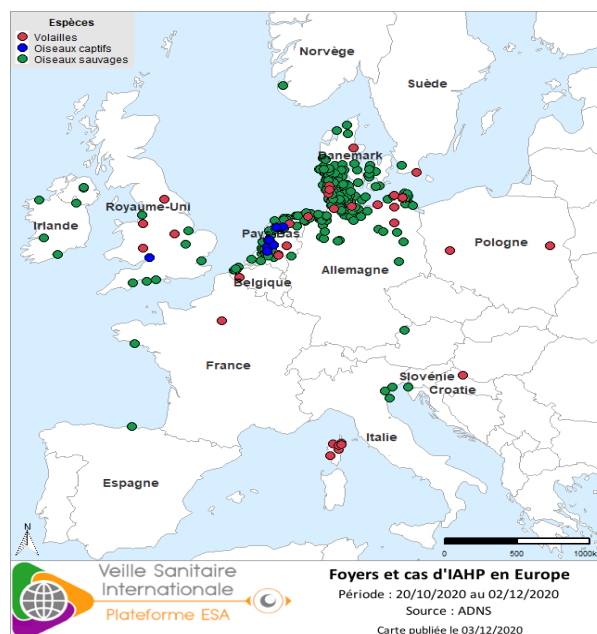 Espèces
Volailles
Oiseaux captifs
Oiseaux sauvages
Norvège
Suède
Danemark
Royaume-Uni
Irlande
Pays-Bas
Pologne
Allemagne
Belgique
France
Slovénie
Croatie
Italie
Espagne
N
0 500 1000k
Veille Sanitaire
Internationale
Plateforme ESA
Foyers et cas d'IAHP en Europe
Période : 20/10/2020 au 02/12/2020
Source : ADNS
Carte publiée le 03/12/2020